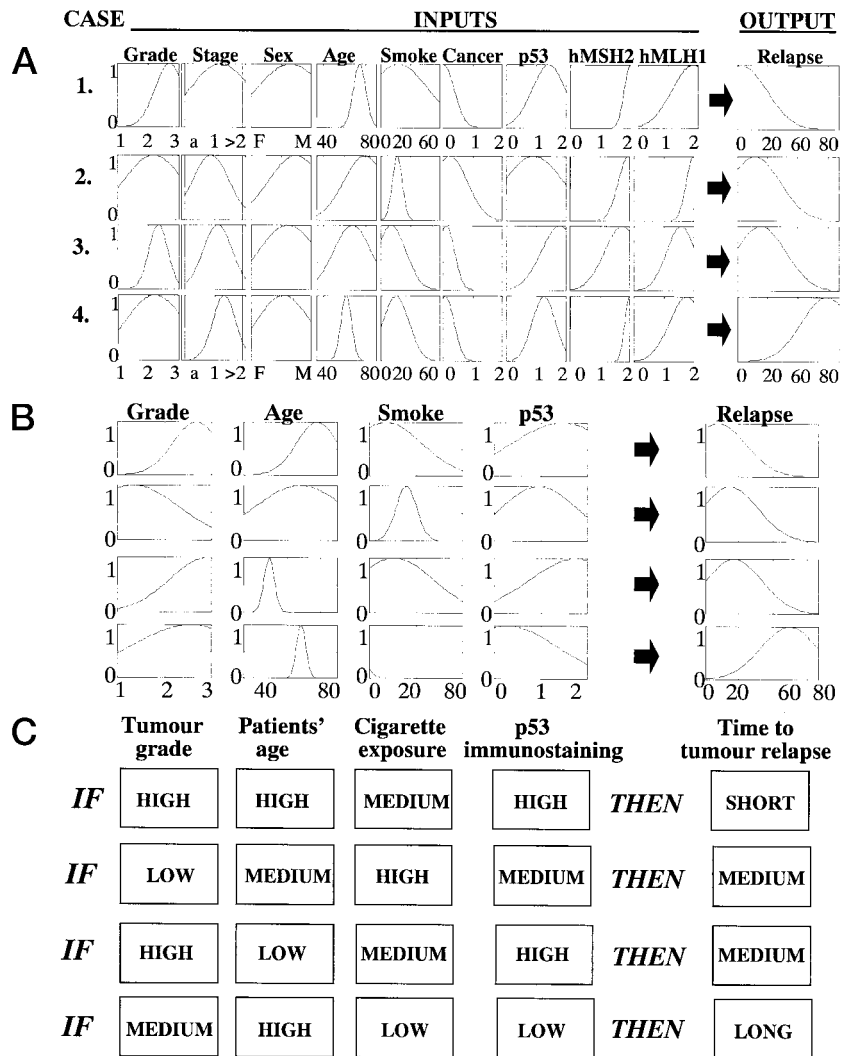 CASE INPUTS OUTPUT
A
Grade Stage Sex Age Smoke Cancer p53 hMSH2 hMLH1 Relapse
1.
1
0
1 2 3 a 1 >2 F M 40 80 0 20 60 0 1 2 0 1 2 0 1 2 0 1 2 0 20 60 80
2.
1
0
3.
1
0
4.
1
0
1 2 3 a 1 >2 F M 40 80 0 20 60 0 1 2 0 1 2 0 1 2 0 1 2 0 20 60 80
B
Grade Age Smoke p53 Relapse
1 1 1 1 1
0 0 0 0 0
1 1 1 1 1
0 0 0 0 0
1 1 1 1 1
0 0 0 0 0
1 1 1 1 1
0 0 0 0 0
1 2 3 40 80 0 20 60 80 0 1 2 0 20 60 80
C
Tumour grade Patients' age Cigarette exposure p53 immunostaining Time to tumour relapse
IF HIGH HIGH MEDIUM HIGH THEN SHORT
IF LOW MEDIUM HIGH MEDIUM THEN MEDIUM
IF HIGH LOW MEDIUM HIGH THEN MEDIUM
IF MEDIUM HIGH LOW LOW THEN LONG